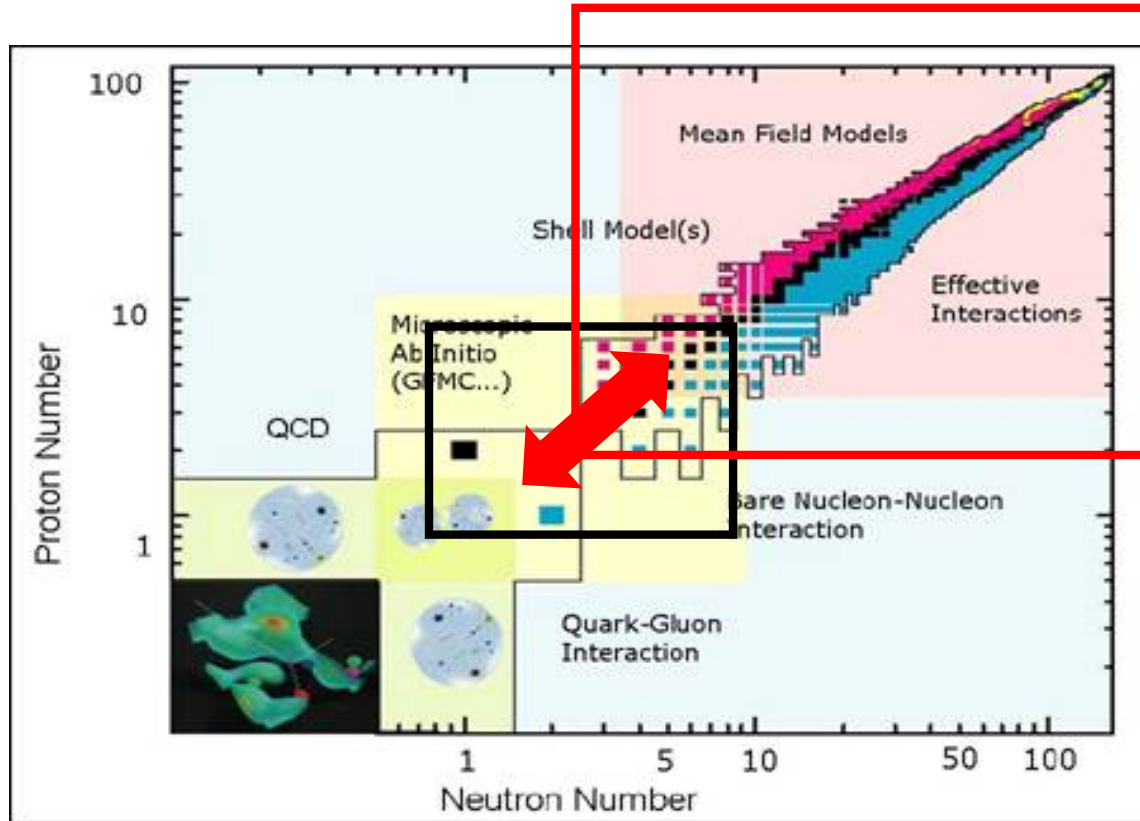 100
Mean Field Models
Shell Model(s)
Effective
Interactions
10
Microscopic
Ab Initio
(GFMC...)
QCD
Proton Number
Bare Nucleon-Nucleon
Interaction
1
Quark-Gluon
Interaction
1
5
10
50
100
Neutron Number